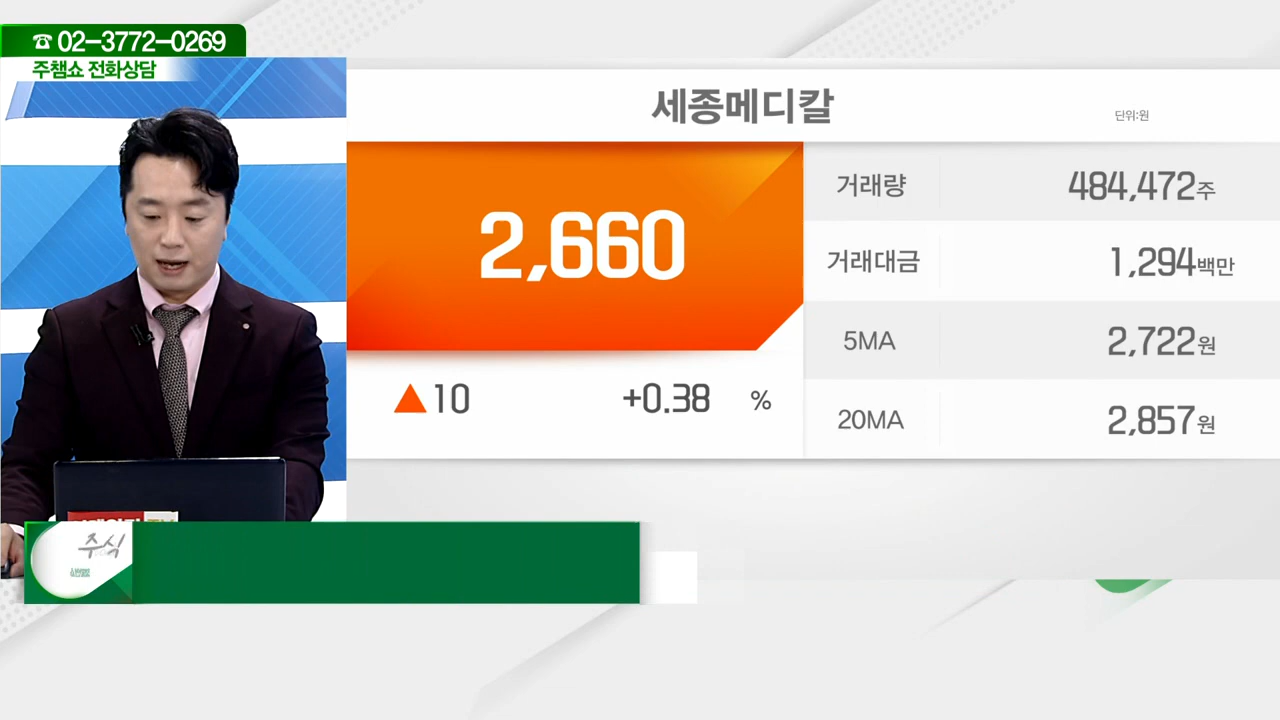 ☎ 02-3772-0269
주챔쇼 전화상담
세종메디칼
단위:원
2,660
▲10 +0.38 %
거래량 484,472주
거래대금 1,294백만
5MA 2,722원
20MA 2,857원
주식